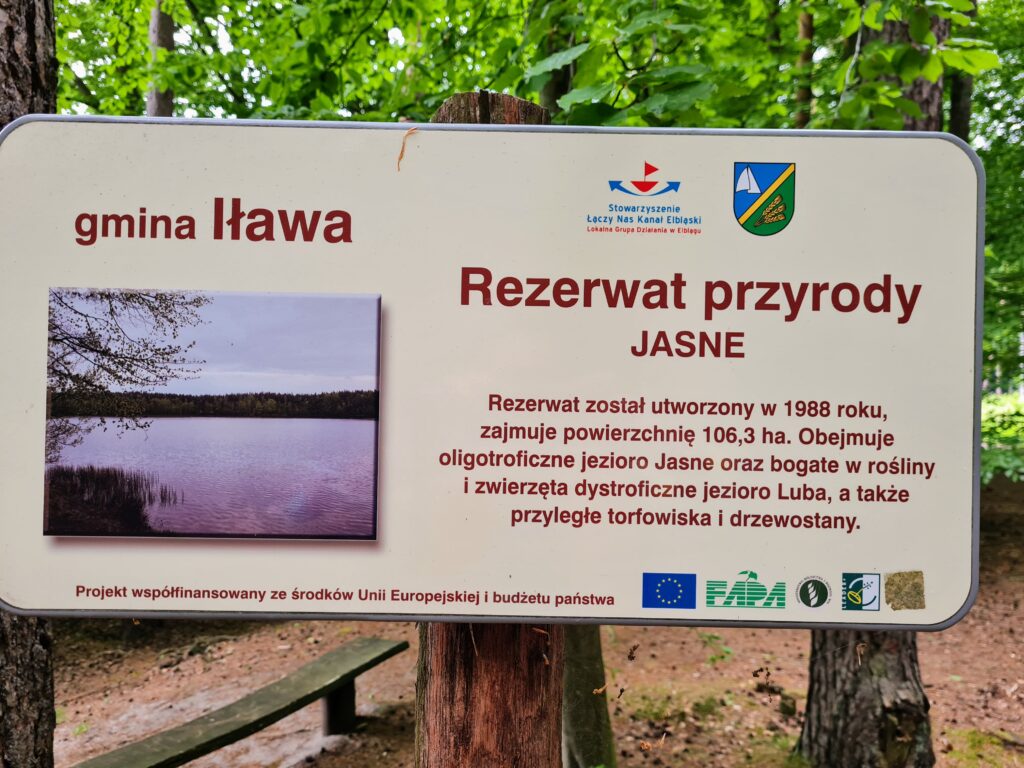 gmina Iława
Stowarzyszenie
Łączy Nas Kanał Elbląski
Lokalna Grupa Działania w Elblągu
Rezerwat przyrody
JASNE
Rezerwat został utworzony w 1988 roku,
zajmuje powierzchnię 106,3 ha. Obejmuje
oligotroficzne jezioro Jasne oraz bogate w rośliny
i zwierzęta dystroficzne jezioro Luba, a także
przyległe torfowiska i drzewostany.
Projekt współfinansowany ze środków Unii Europejskiej i budżetu państwa
FAPA